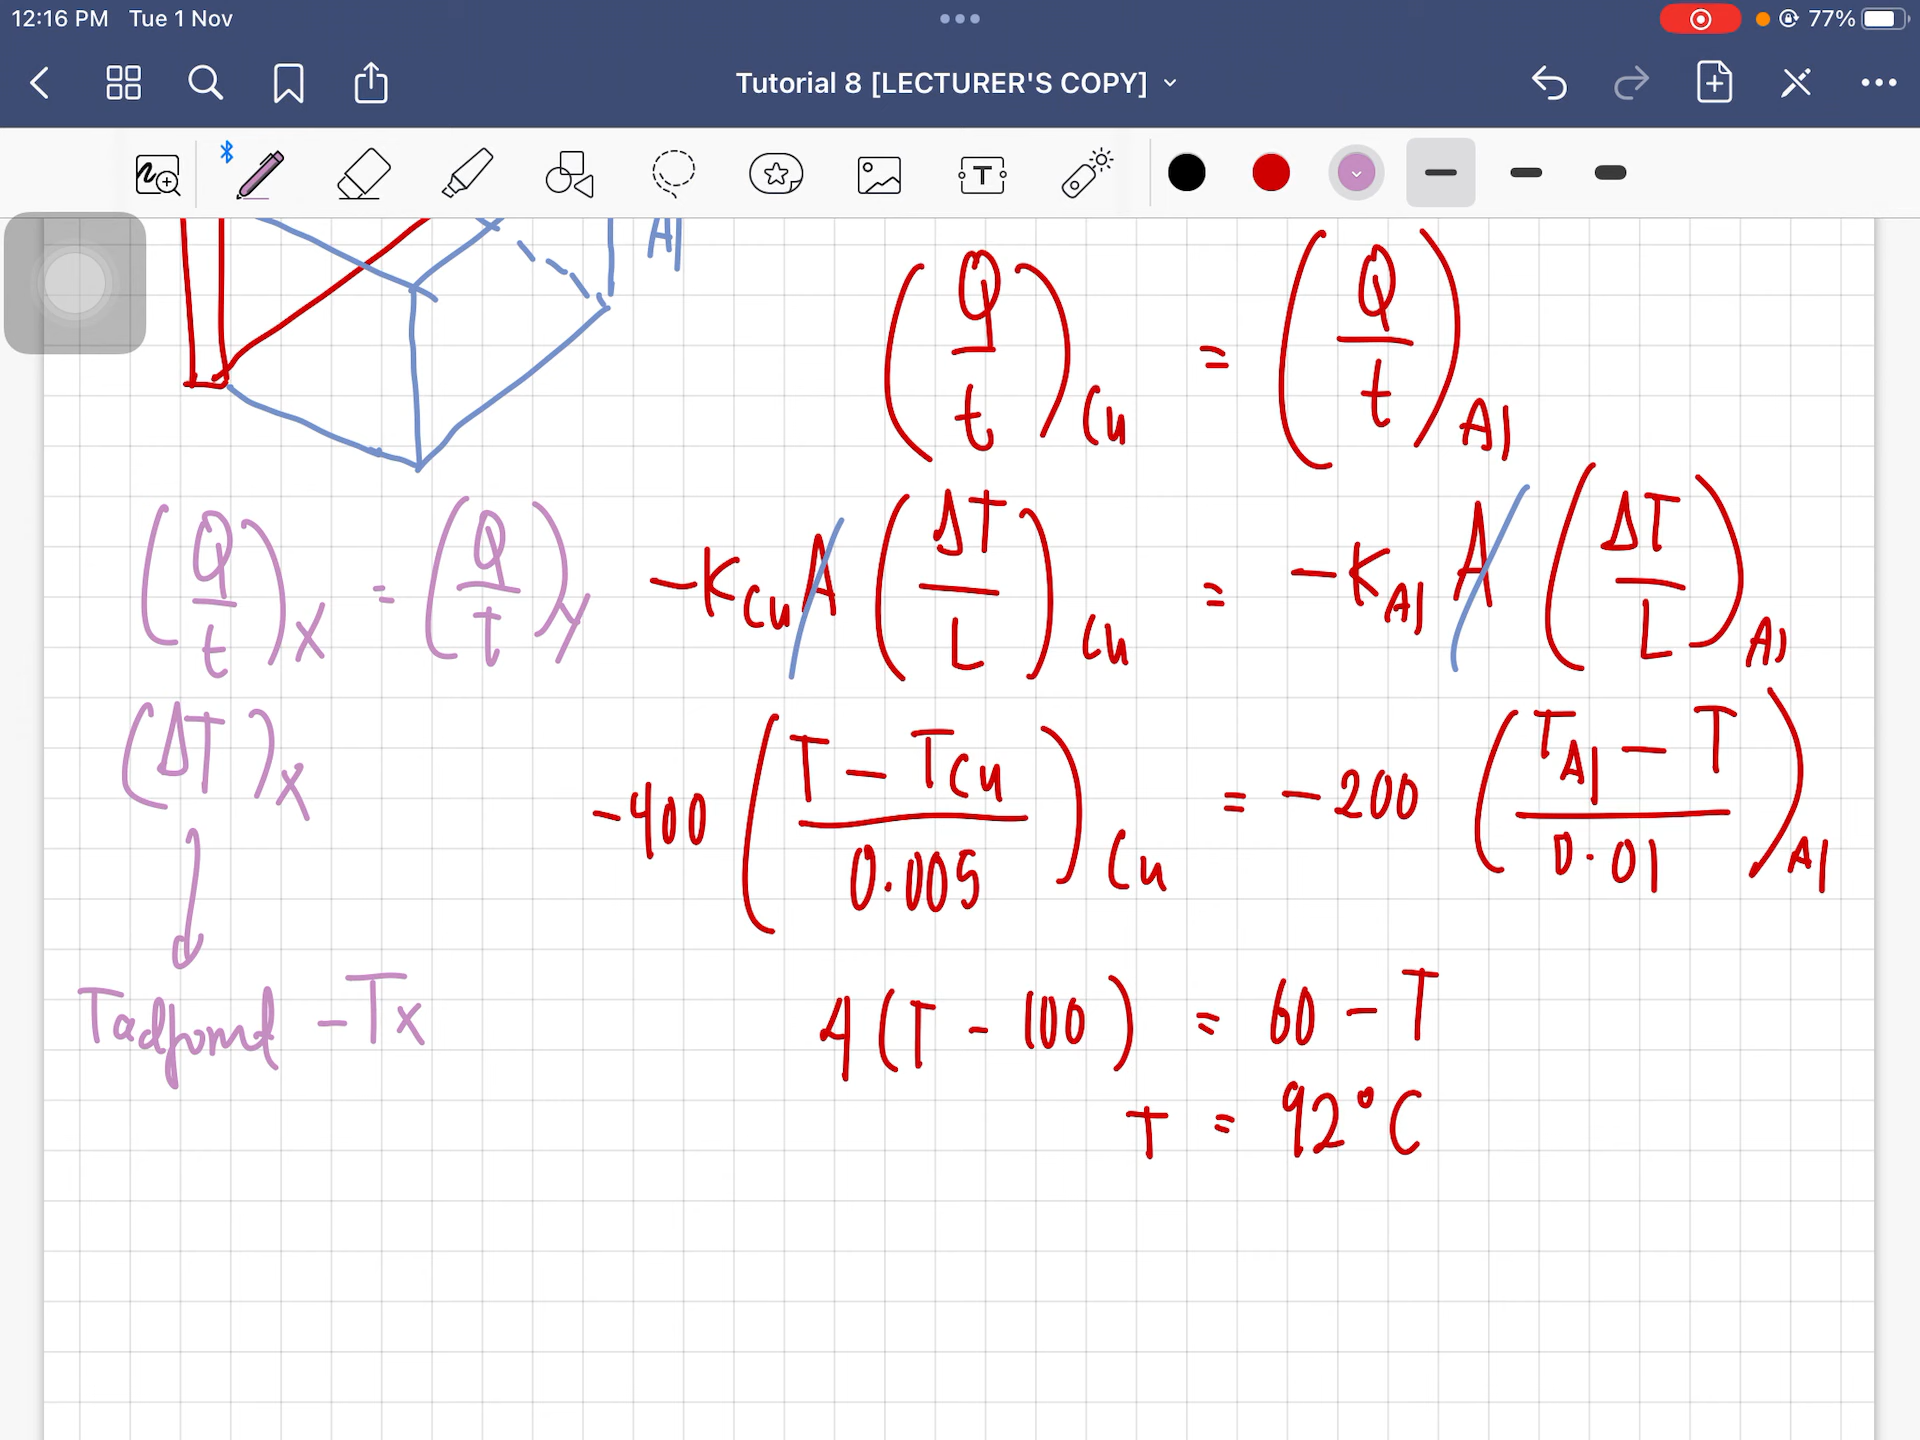 12:16 PM Tue 1 Nov
77%
Tutorial 8 [LECTURER'S COPY]
T
Al
(Q/t)Cu = (Q/t)Al
(Q/t)X = (Q/t)Y
-KCu A (ΔT/L)Cu = -KAl A (ΔT/L)Al
(ΔT)X
-400 (T - TCu/0.005)Cu = -200 (TAl - T/0.01)Al
- Tx
4(T - 100) = 60 - T
T = 92°C